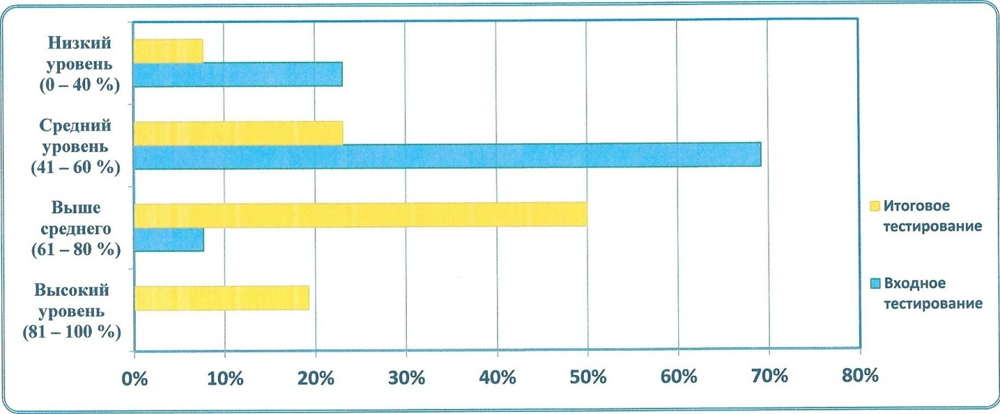 Низкий
уровень
(0 – 40 %)
Средний
уровень
(41 – 60 %)
Выше
среднего
(61 – 80 %)
Высокий
уровень
(81 – 100 %)
0% 10% 20% 30% 40% 50% 60% 70% 80%
Итоговое
тестирование
Входное
тестирование